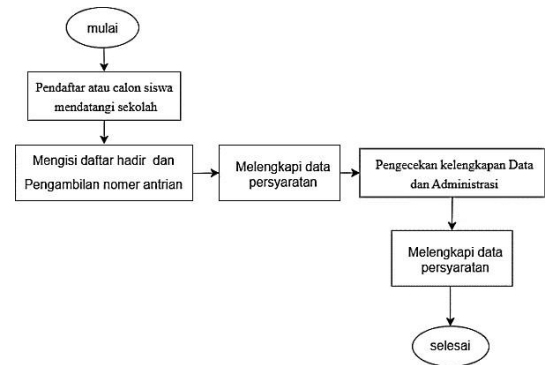 mulai
Pendaftar atau calon siswa
mendatangi sekolah
Mengisi daftar hadir dan
Pengambilan nomer antrian
Melengkapi data
persyaratan
Pengecekan kelengkapan Data
dan Administrasi
Melengkapi data
persyaratan
selesai